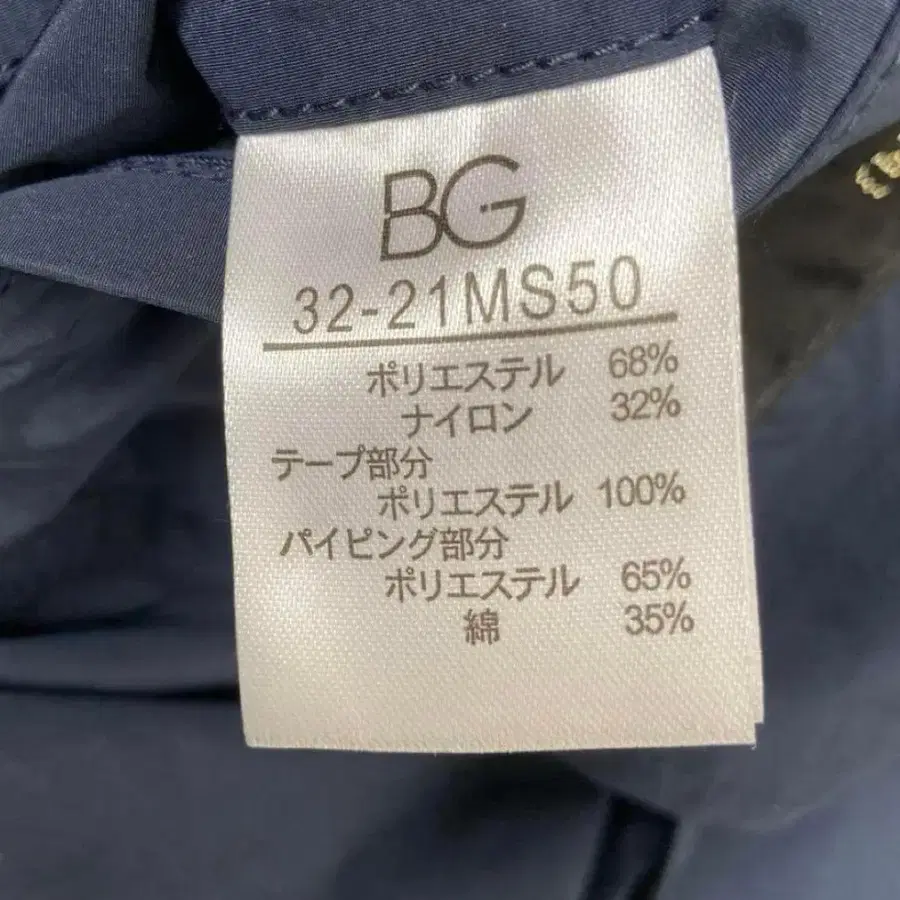 BG
32-21MS50
ポリエステル 68%
ナイロン 32%
テープ部分
ポリエステル 100%
パイピング部分
ポリエステル 65%
綿 35%